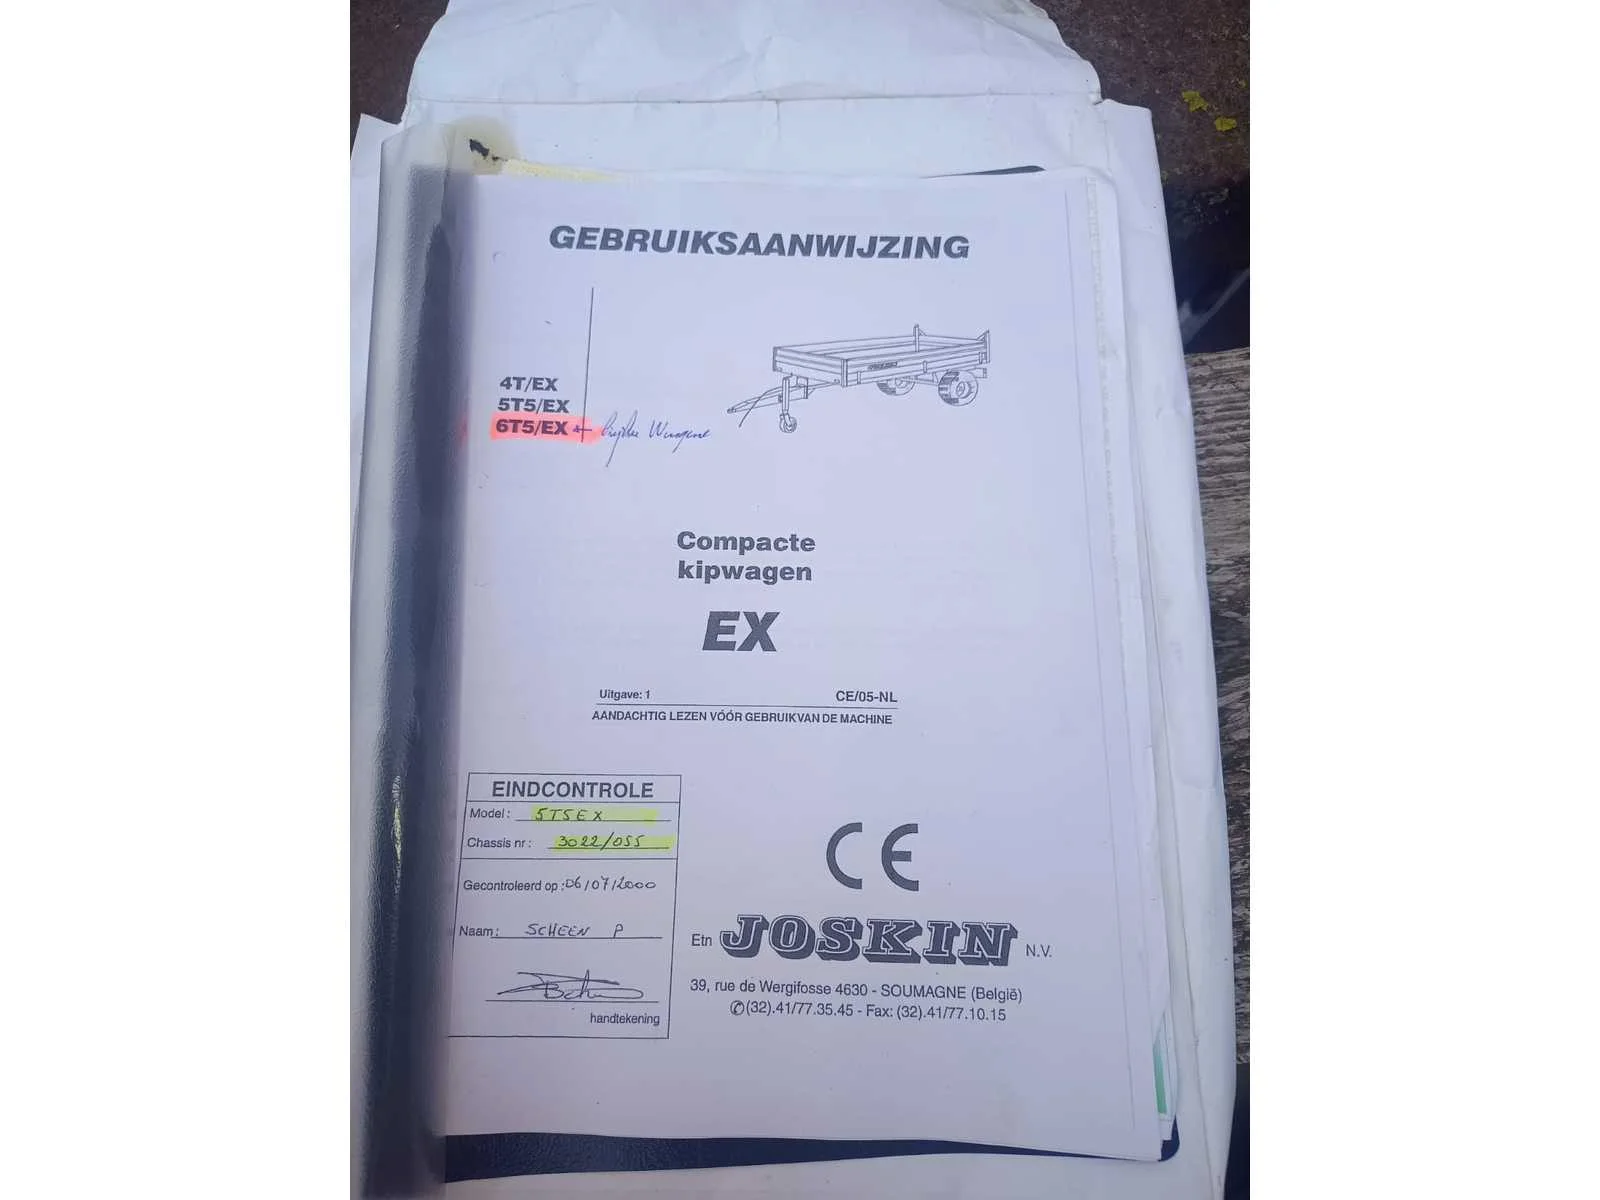 GEBRUIKSAANWIJZING
4T/EX
5T5/EX
6T5/EX
Compacte
kipwagen
EX
Uitgave: 1 CE/05-NL
AANDACHTIG LEZEN VÓÓR GEBRUIK VAN DE MACHINE
EINDCONTROLE
Model: 5T5EX
Chassis nr: 3022/055
Gecontroleerd op: 06/07/2000
Naam: SCHEEN P
handtekening
CE
Etn JOSKIN N.V.
39, rue de Wergifosse 4630 - SOUMAGNE (België)
✆(32).41/77.35.45 - Fax: (32).41/77.10.15